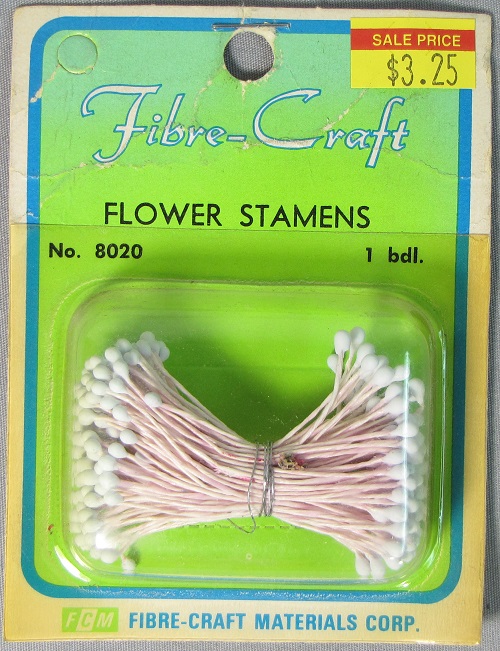 SALE PRICE
$3.25
Fibre-Craft
FLOWER STAMENS
No. 8020 1 bdl.
FCM FIBRE-CRAFT MATERIALS CORP.